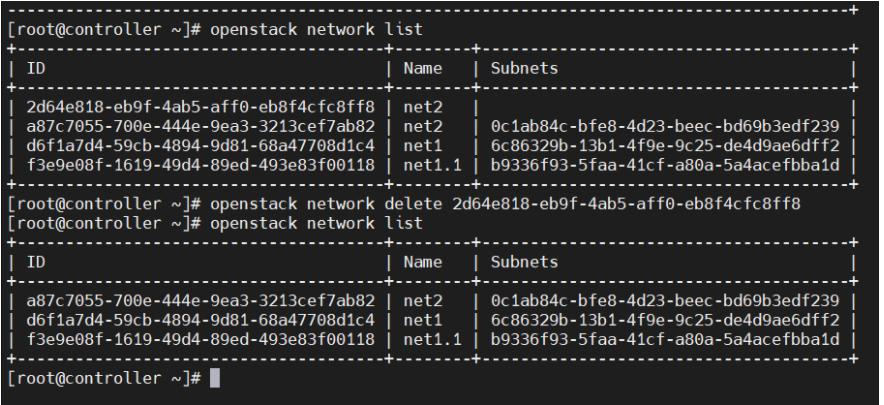 ---------------------------------------------------------------------------------------+
[root@controller ~]# openstack network list
+--------------------------------------+--------+--------------------------------------+
| ID                                   | Name   | Subnets                              |
+--------------------------------------+--------+--------------------------------------+
| 2d64e818-eb9f-4ab5-aff0-eb8f4cfc8ff8 | net2   |                                      |
| a87c7055-700e-444e-9ea3-3213cef7ab82 | net2   | 0c1ab84c-bfe8-4d23-beec-bd69b3edf239 |
| d6f1a7d4-59cb-4894-9d81-68a47708d1c4 | net1   | 6c86329b-13b1-4f9e-9c25-de4d9ae6dff2 |
| f3e9e08f-1619-49d4-89ed-493e83f00118 | net1.1 | b9336f93-5faa-41cf-a80a-5a4acefbba1d |
+--------------------------------------+--------+--------------------------------------+
[root@controller ~]# openstack network delete 2d64e818-eb9f-4ab5-aff0-eb8f4cfc8ff8
[root@controller ~]# openstack network list
+--------------------------------------+--------+--------------------------------------+
| ID                                   | Name   | Subnets                              |
+--------------------------------------+--------+--------------------------------------+
| a87c7055-700e-444e-9ea3-3213cef7ab82 | net2   | 0c1ab84c-bfe8-4d23-beec-bd69b3edf239 |
| d6f1a7d4-59cb-4894-9d81-68a47708d1c4 | net1   | 6c86329b-13b1-4f9e-9c25-de4d9ae6dff2 |
| f3e9e08f-1619-49d4-89ed-493e83f00118 | net1.1 | b9336f93-5faa-41cf-a80a-5a4acefbba1d |
+--------------------------------------+--------+--------------------------------------+
[root@controller ~]#